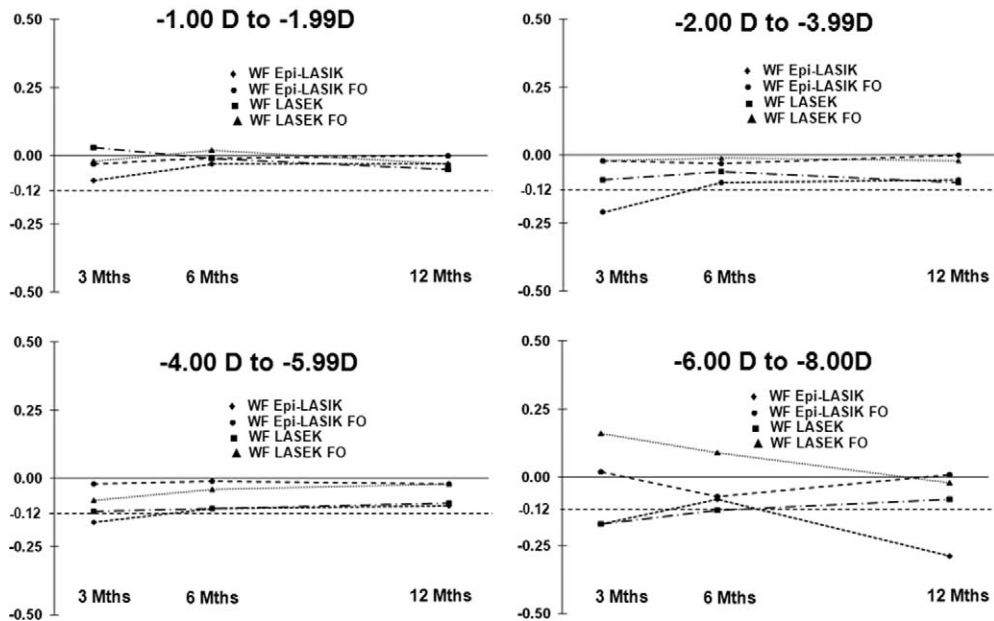 -1.00 D to -1.99D
0.50
0.25
0.00
-0.12
-0.25
-0.50
WF Epi-LASIK
WF Epi-LASIK FO
WF LASEK
WF LASEK FO
3 Mths 6 Mths 12 Mths
-2.00 D to -3.99D
0.50
0.25
0.00
-0.12
-0.25
-0.50
WF Epi-LASIK
WF Epi-LASIK FO
WF LASEK
WF LASEK FO
3 Mths 6 Mths 12 Mths
-4.00 D to -5.99D
0.50
0.25
0.00
-0.12
-0.25
-0.50
WF Epi-LASIK
WF Epi-LASIK FO
WF LASEK
WF LASEK FO
3 Mths 6 Mths 12 Mths
-6.00 D to -8.00D
0.50
0.25
0.00
-0.12
-0.25
-0.50
WF Epi-LASIK
WF Epi-LASIK FO
WF LASEK
WF LASEK FO
3 Mths 6 Mths 12 Mths